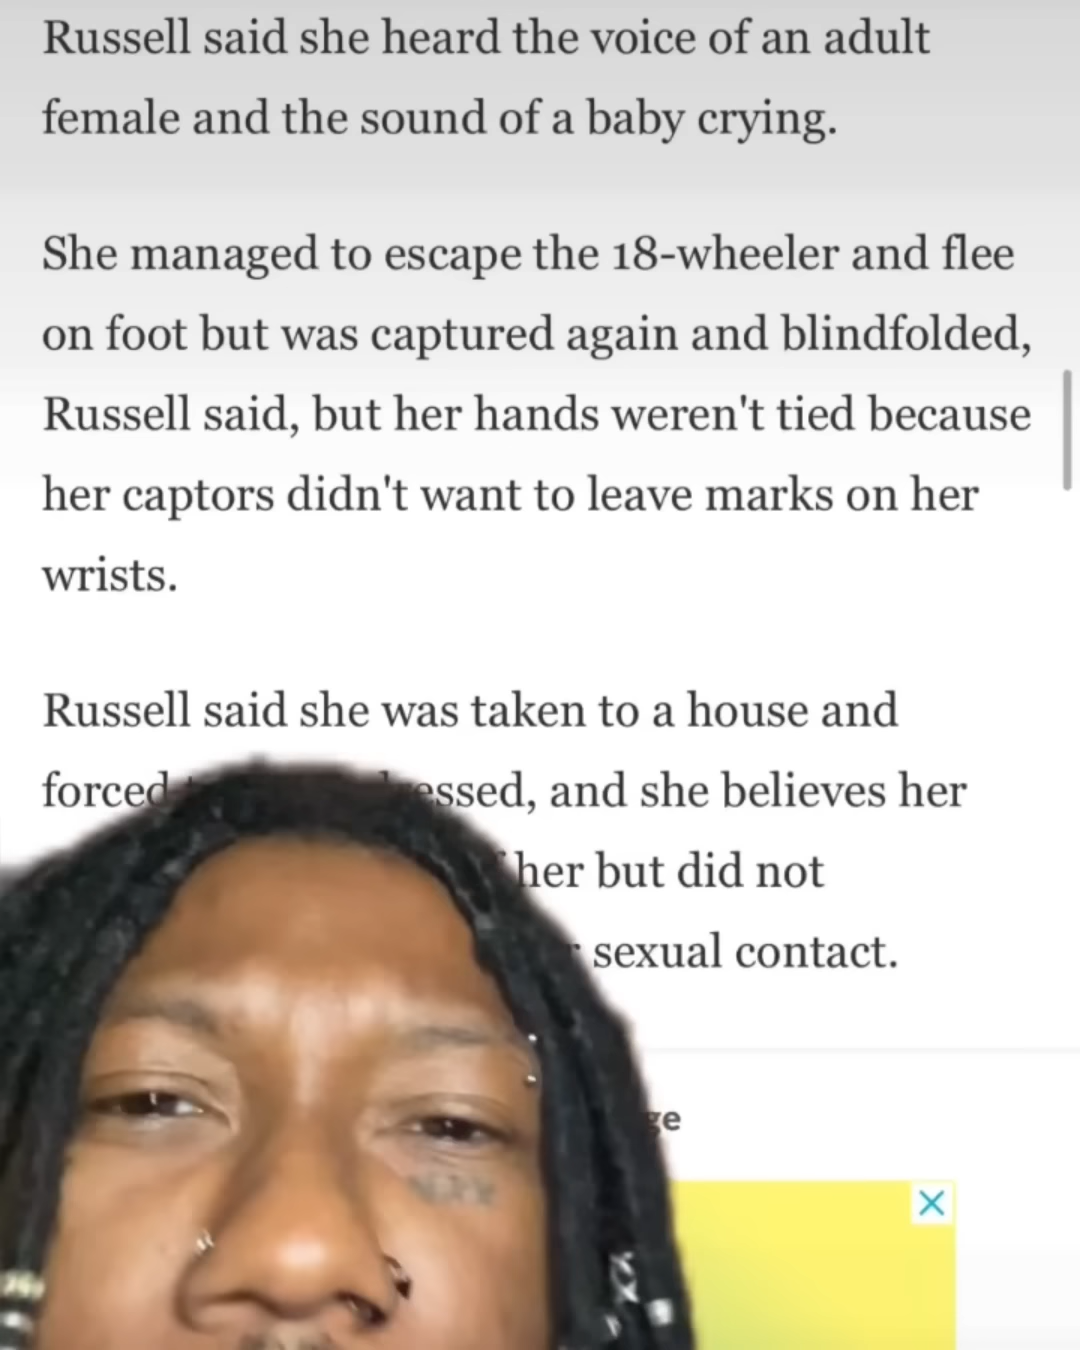 Russell said she heard the voice of an adult
female and the sound of a baby crying.
She managed to escape the 18-wheeler and flee
on foot but was captured again and blindfolded,
Russell said, but her hands weren't tied because
her captors didn't want to leave marks on her
wrists.
Russell said she was taken to a house and
forced and she believes her
her but did not
sexual contact.